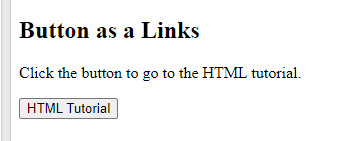 Button as a Links
Click the button to go to the HTML tutorial.
HTML Tutorial